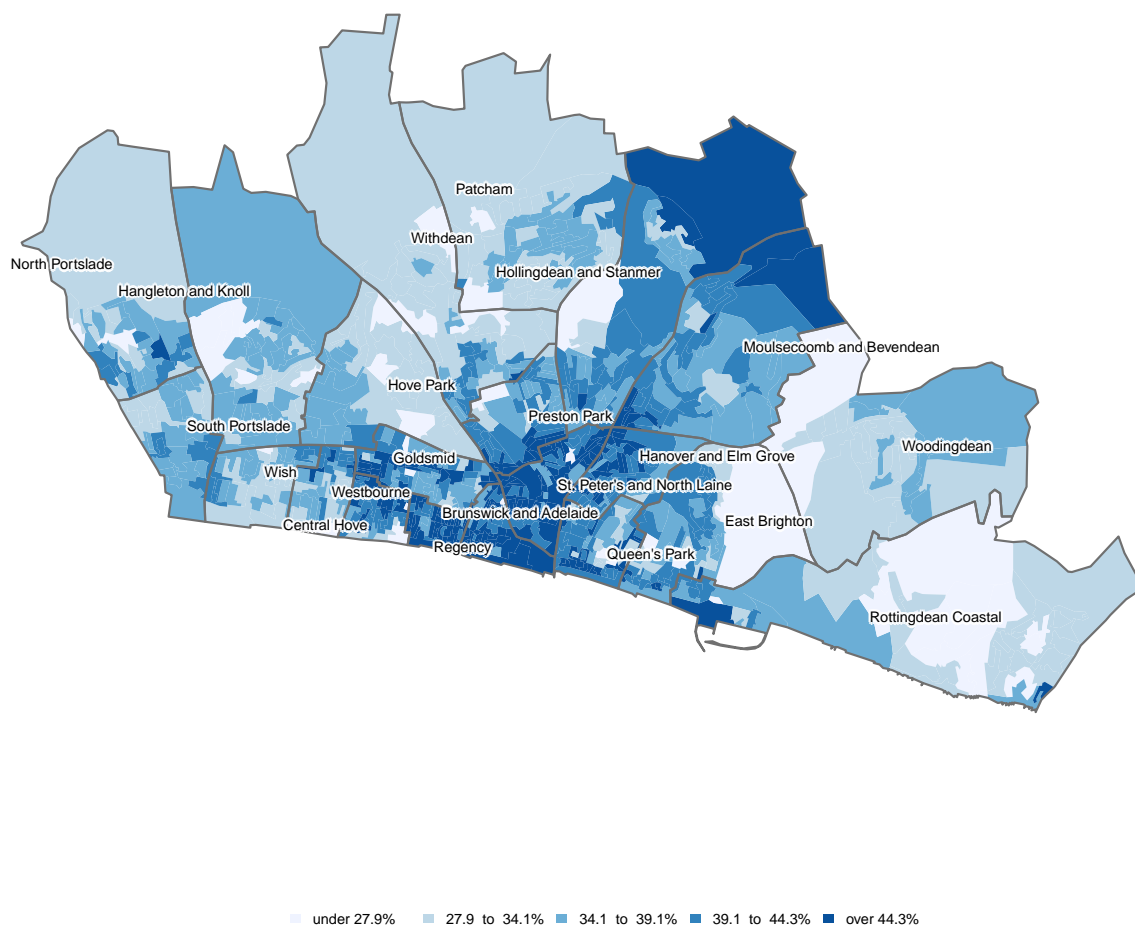 Patcham
Withdean
North Portslade
Hollingdean and Stanmer
Hangleton and Knoll
Moulsecoomb and Bevendean
Hove Park
Preston Park
South Portslade
Woodingdean
Goldsmid
Hanover and Elm Grove
Wish
St. Peter's and North Laine
Westbourne
Brunswick and Adelaide
East Brighton
Central Hove
Regency
Queen's Park
Rottingdean Coastal
under 27.9% 27.9 to 34.1% 34.1 to 39.1% 39.1 to 44.3% over 44.3%